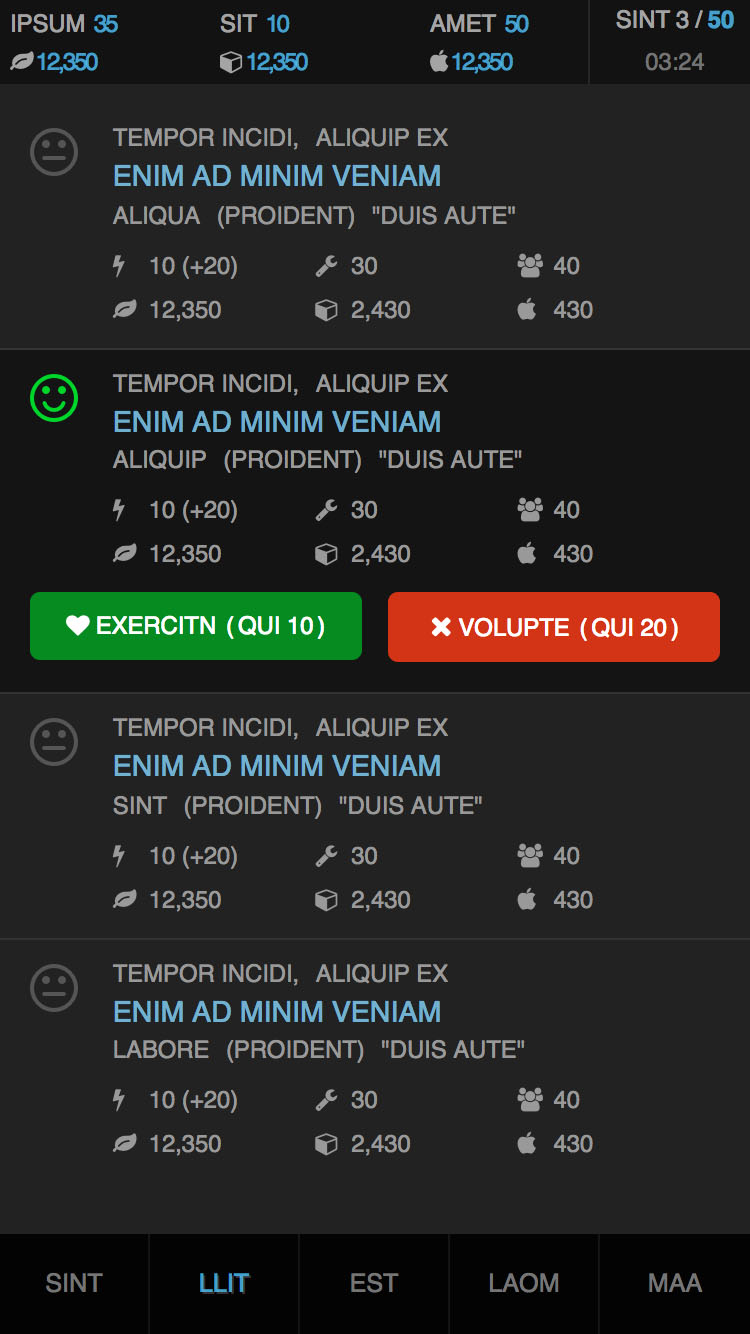 IPSUM 35 SIT 10 AMET 50 SINT 3 / 50
12,350 12,350 12,350 03:24
TEMPOR INCIDI, ALIQUIP EX
ENIM AD MINIM VENIAM
ALIQUA (PROIDENT) "DUIS AUTE"
10 (+20) 30 40
12,350 2,430 430
TEMPOR INCIDI, ALIQUIP EX
ENIM AD MINIM VENIAM
ALIQUIP (PROIDENT) "DUIS AUTE"
10 (+20) 30 40
12,350 2,430 430
EXERCITN (QUI 10) VOLUPTE (QUI 20)
TEMPOR INCIDI, ALIQUIP EX
ENIM AD MINIM VENIAM
SINT (PROIDENT) "DUIS AUTE"
10 (+20) 30 40
12,350 2,430 430
TEMPOR INCIDI, ALIQUIP EX
ENIM AD MINIM VENIAM
LABORE (PROIDENT) "DUIS AUTE"
10 (+20) 30 40
12,350 2,430 430
SINT LLIT EST LAOM MAA